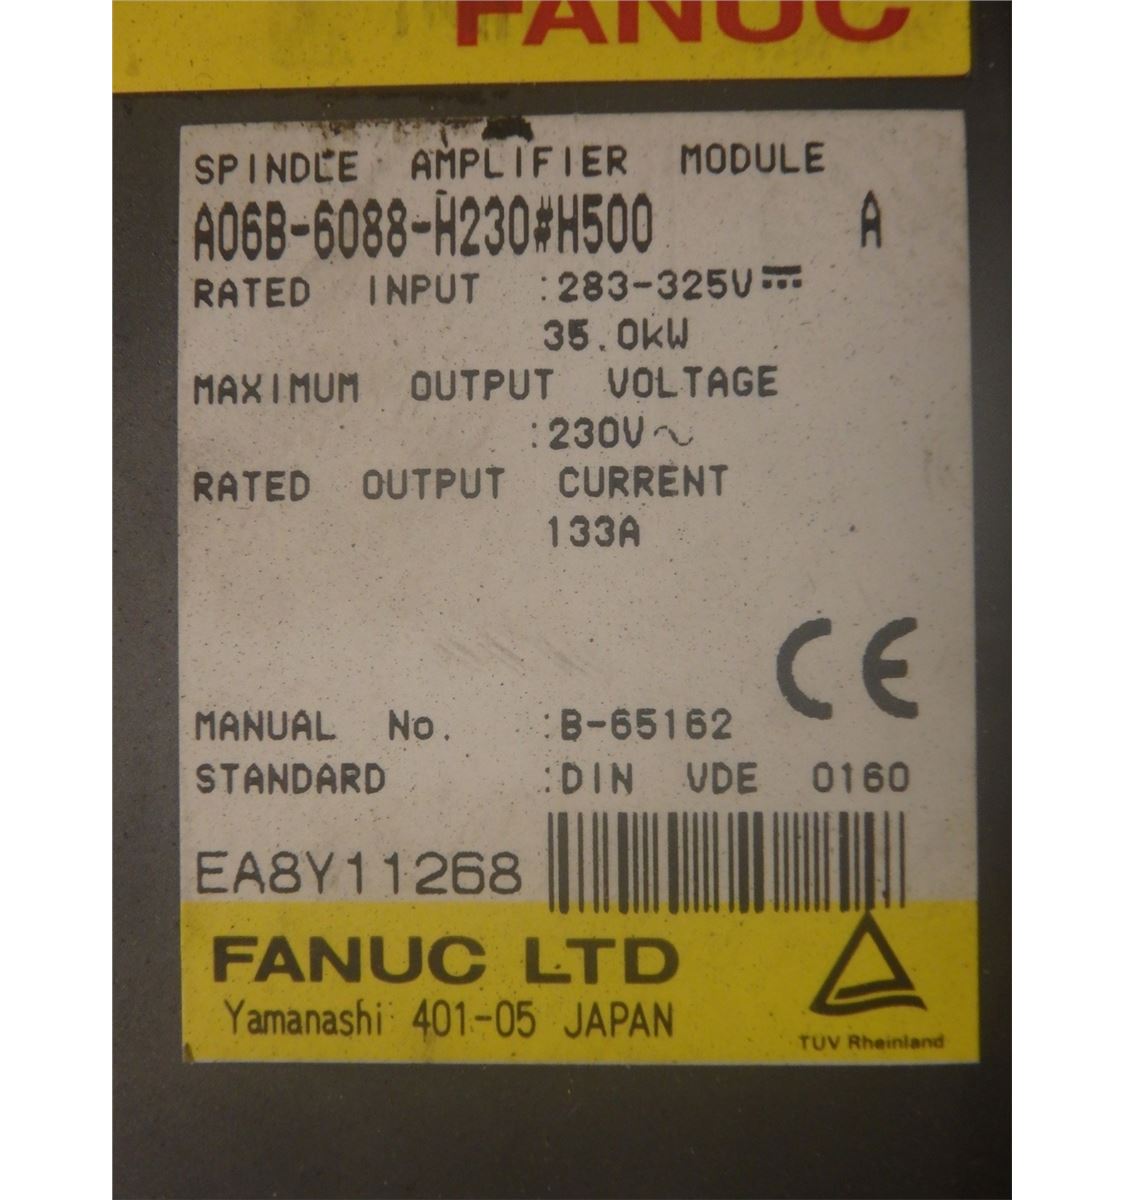 FANUC
SPINDLE AMPLIFIER MODULE
A06B-6088-H230#H500 A
RATED INPUT :283-325V⎓
35.0kW
MAXIMUM OUTPUT VOLTAGE
:230V~
RATED OUTPUT CURRENT
133A
CE
MANUAL No. :B-65162
STANDARD :DIN VDE 0160
EA8Y11268
FANUC LTD
Yamanashi 401-05 JAPAN
TUV Rheinland